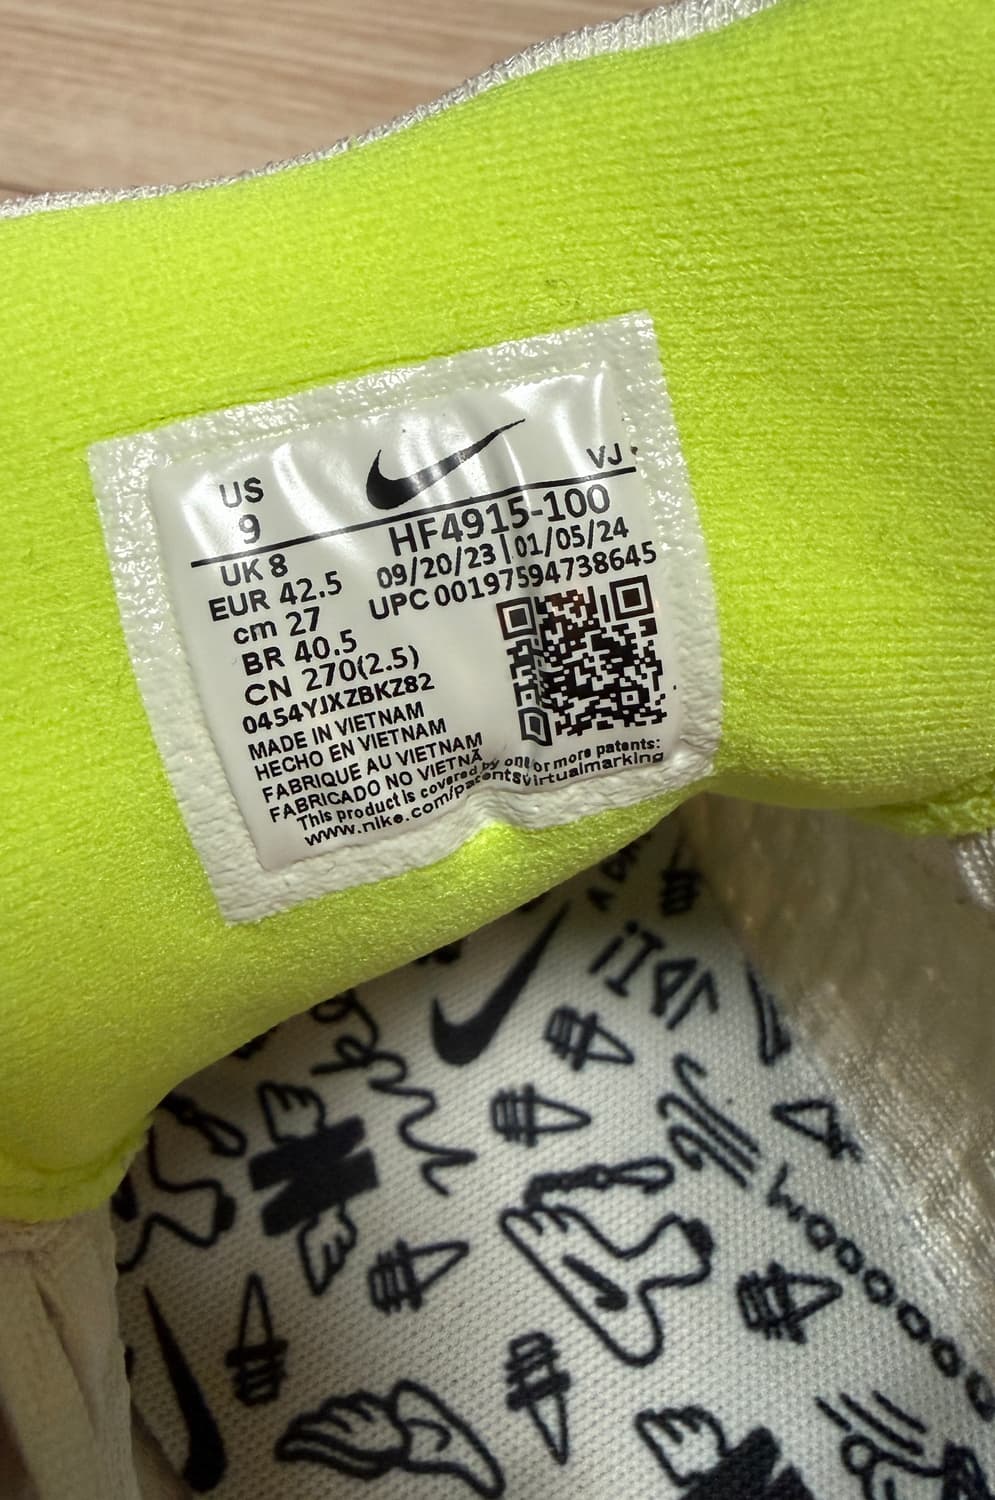 US
9
VJ
UK 8
EUR 42.5
cm 27
BR 40.5
CN 270(2.5)
HF4915-100
09/20/23 | 01/05/24
UPC 00197594738645
0454YJXZBKZ82
MADE IN VIETNAM
HECHO EN VIETNAM
FABRIQUE AU VIETNAM
FABRICADO NO VIETNÃ
This product is covered by one or more patents:
www.nike.com/patentsvirtualmarking